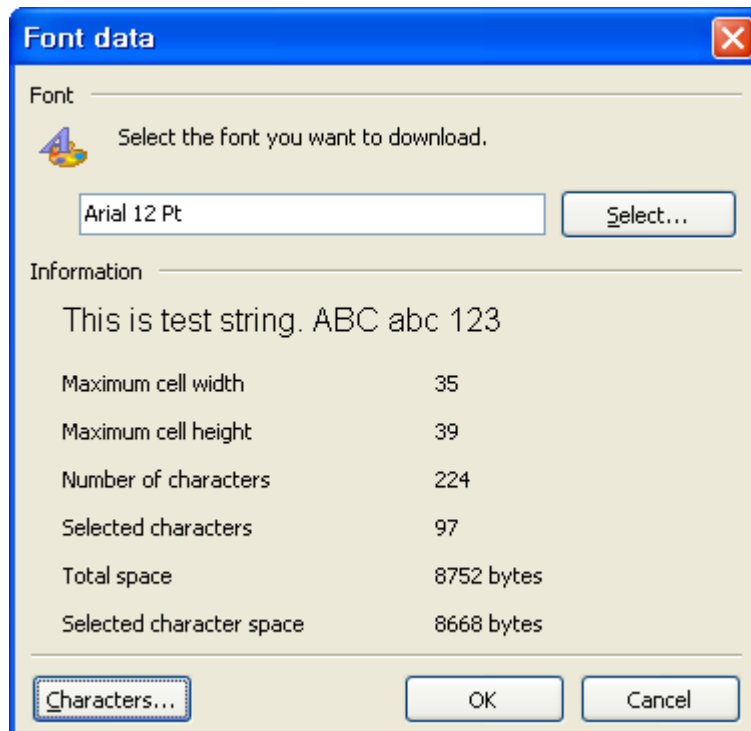 Font data
Font
Select the font you want to download.
Arial 12 Pt
Select...
Information
This is test string. ABC abc 123
Maximum cell width 35
Maximum cell height 39
Number of characters 224
Selected characters 97
Total space 8752 bytes
Selected character space 8668 bytes
Characters... OK Cancel